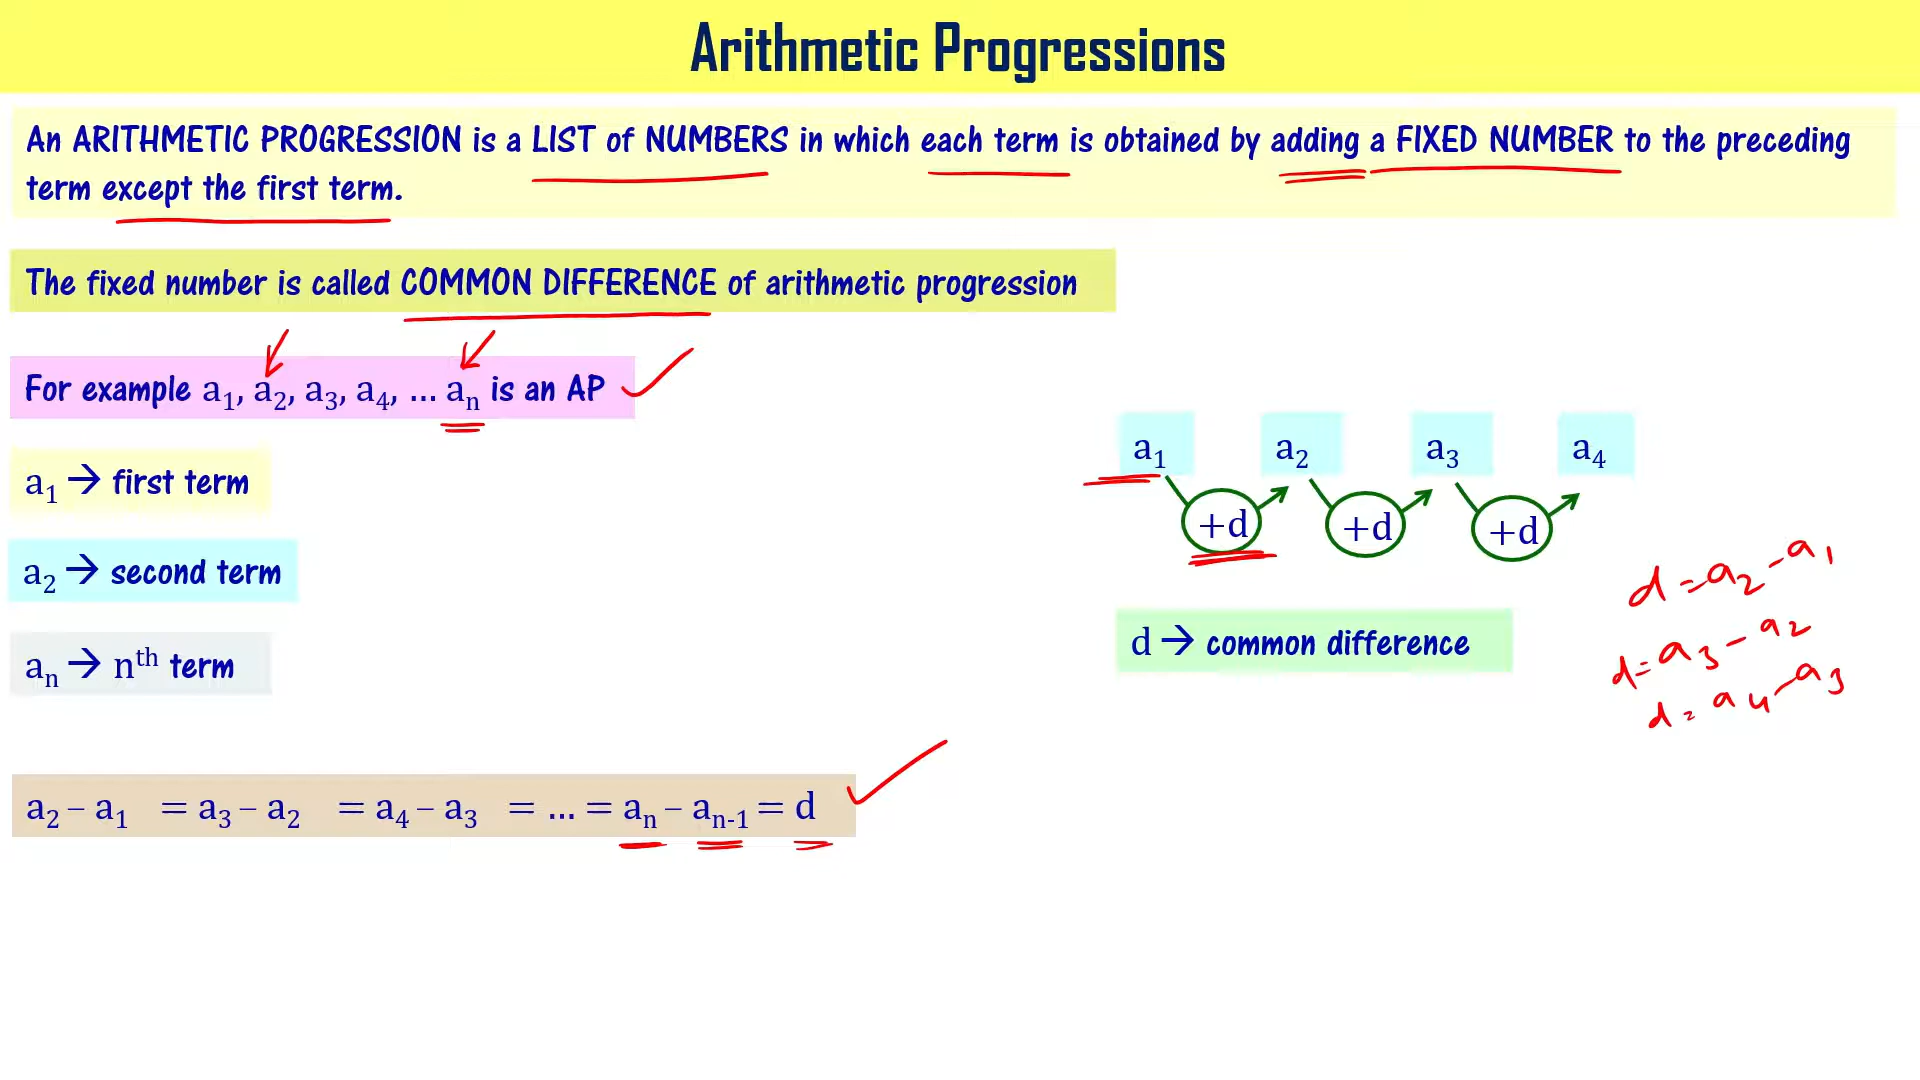 Arithmetic Progressions
An ARITHMETIC PROGRESSION is a LIST of NUMBERS in which each term is obtained by adding a FIXED NUMBER to the preceding
term except the first term.
The fixed number is called COMMON DIFFERENCE of arithmetic progression
For example a₁, a₂, a₃, a₄, ... aₙ is an AP
a₁ → first term
a₂ → second term
aₙ → nᵗʰ term
a₂ – a₁ = a₃ – a₂ = a₄ – a₃ = ... = aₙ – aₙ₋₁ = d
a₁ a₂ a₃ a₄
+d +d +d
d → common difference
d = a₂ - a₁
d = a₃ - a₂
d = a₄ - a₃